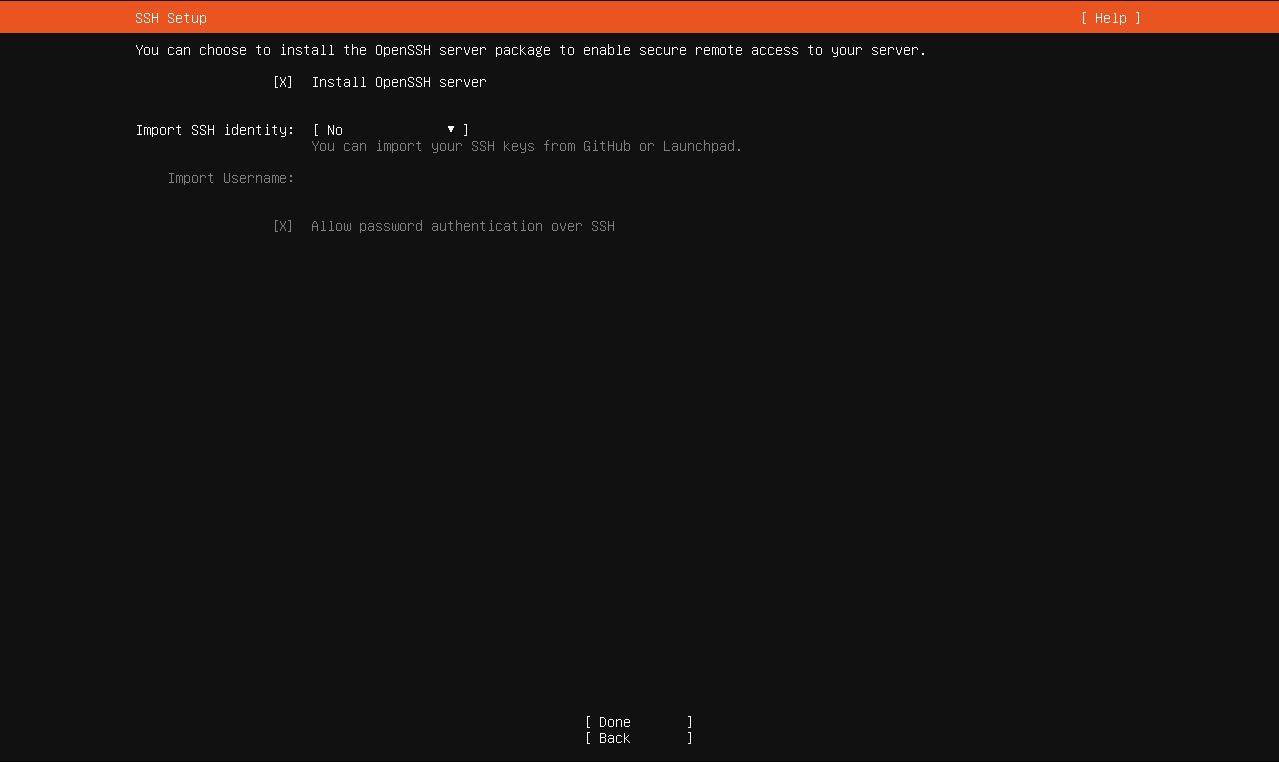 SSH Setup [ Help ]
You can choose to install the OpenSSH server package to enable secure remote access to your server.
[X] Install OpenSSH server
Import SSH identity: [ No ▾ ]
You can import your SSH keys from GitHub or Launchpad.
Import Username:
[X] Allow password authentication over SSH
[ Done ]
[ Back ]